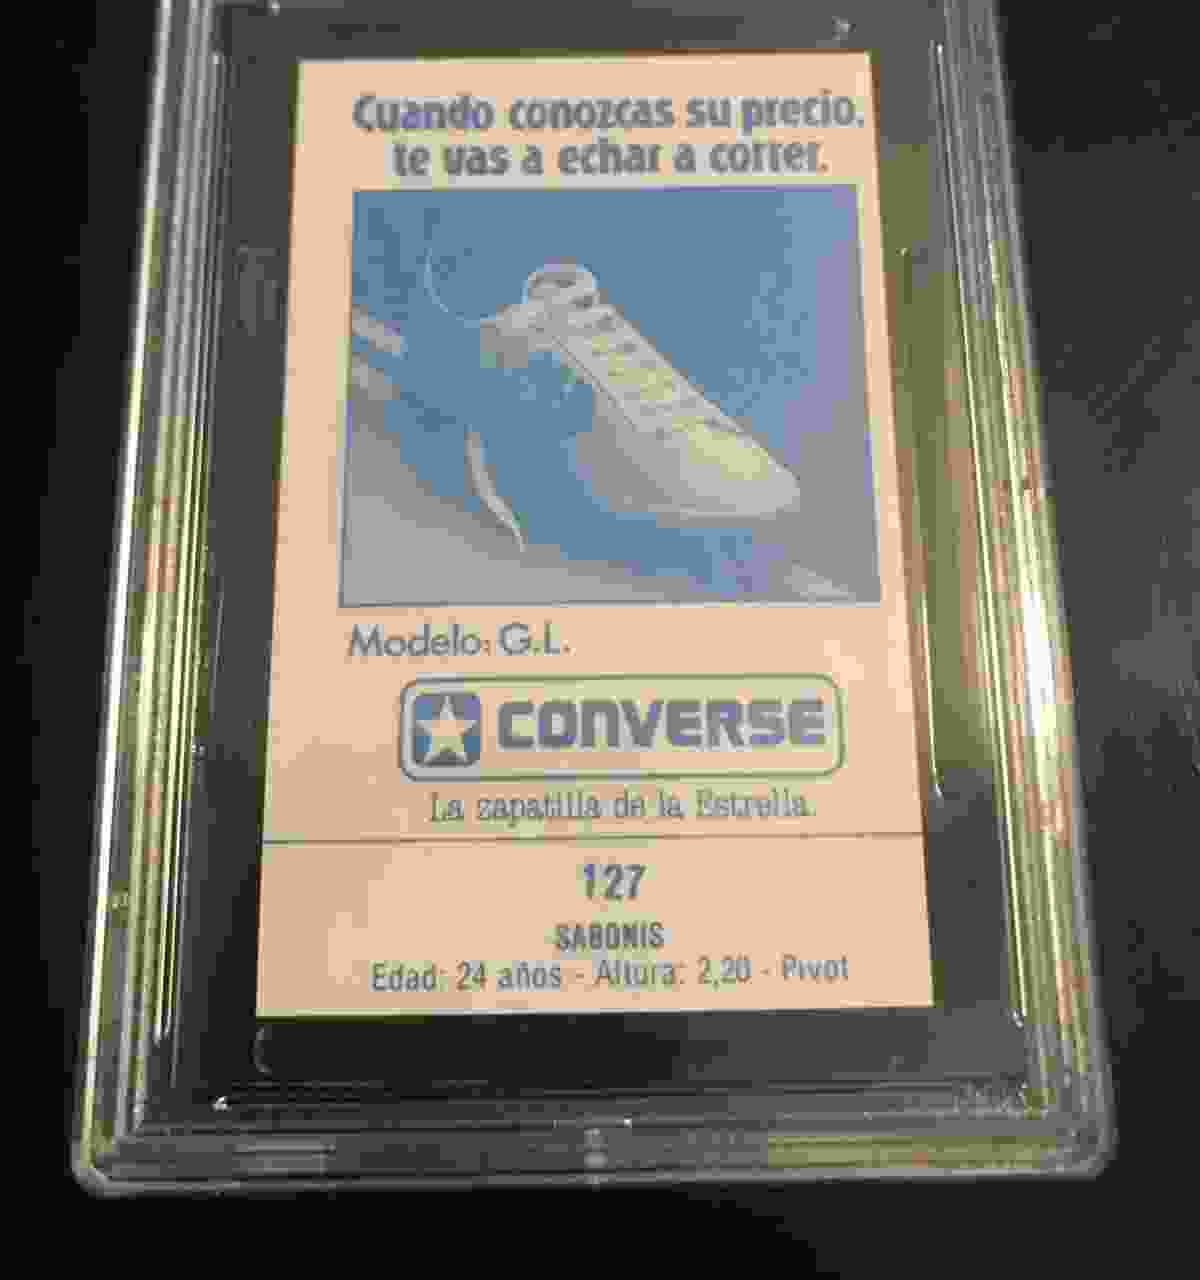 Cuando conozcas su precio,
te vas a echar a correr.
Modelo: G.L.
CONVERSE
La zapatilla de la Estrella.
127
SABONIS
Edad: 24 años - Altura: 2,20 - Pivot